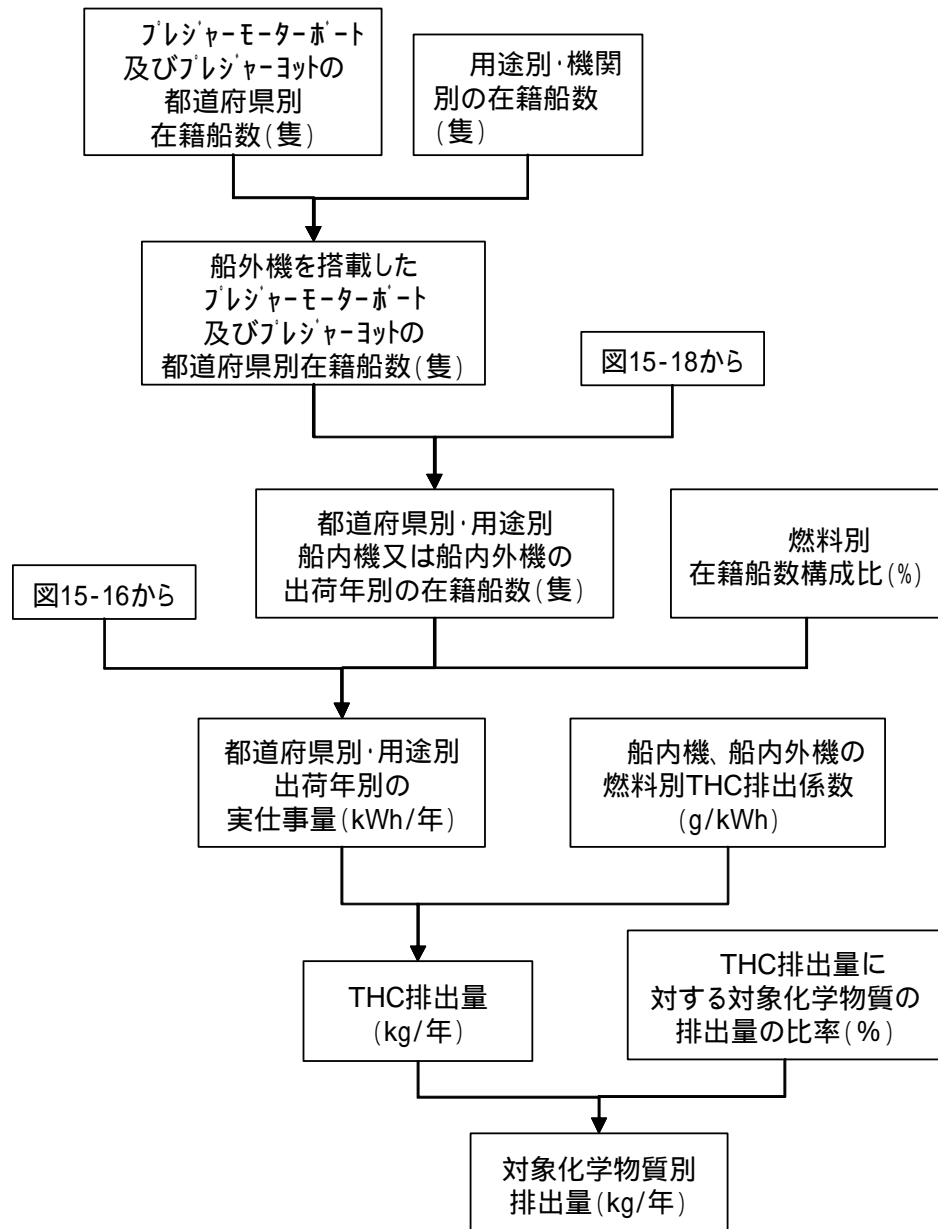 プレジャーモーターボート
及びプレジャーヨットの
都道府県別
在籍船数(隻)
用途別・機関
別の在籍船数
(隻)
船外機を搭載した
プレジャーモーターボート
及びプレジャーヨットの
都道府県別在籍船数(隻)
図15-18から
都道府県別・用途別
船内機又は船内外機の
出荷年別の在籍船数(隻)
燃料別
在籍船数構成比(%)
図15-16から
都道府県別・用途別
出荷年別の
実仕事量(kWh/年)
船内機、船内外機の
燃料別THC排出係数
(g/kWh)
THC排出量
(kg/年)
THC排出量に
対する対象化学物質の
排出量の比率(%)
対象化学物質別
排出量(kg/年)